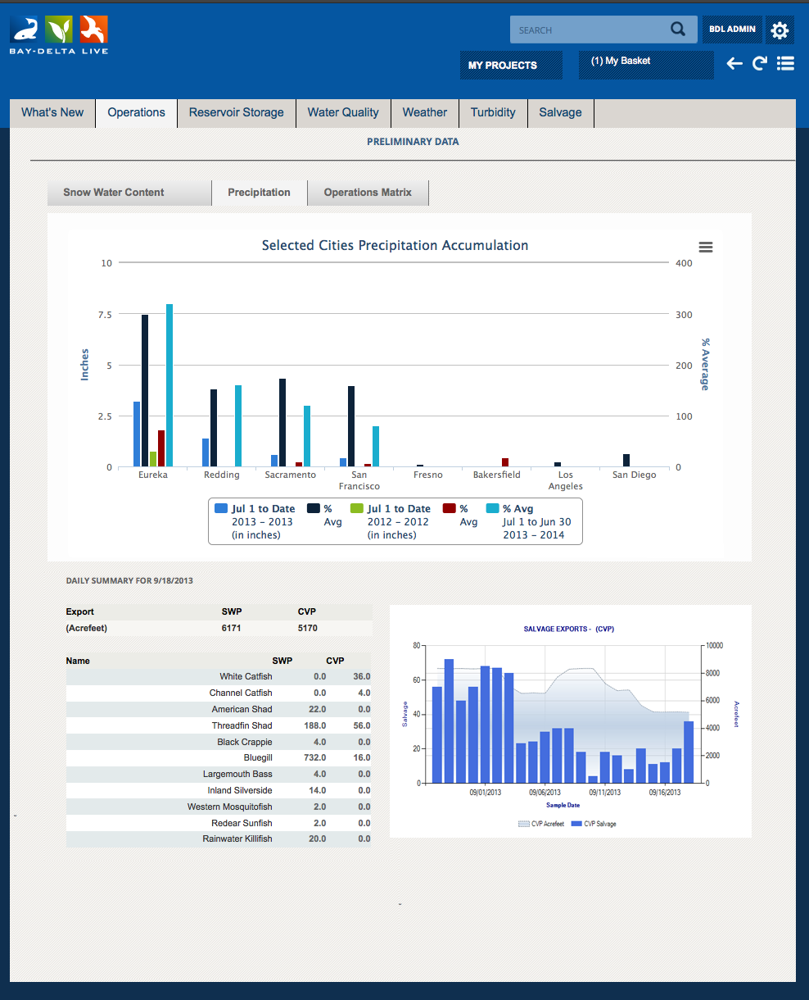 BAY-DELTA LIVE
SEARCH
BDL ADMIN
MY PROJECTS
(1) My Basket
What's New Operations Reservoir Storage Water Quality Weather Turbidity Salvage
PRELIMINARY DATA
Snow Water Content Precipitation Operations Matrix
Selected Cities Precipitation Accumulation
10 400
7.5 300
5 200
2.5 100
0 0
Inches
% Average
Eureka Redding Sacramento San Francisco Fresno Bakersfield Los Angeles San Diego
Jul 1 to Date % Jul 1 to Date % % Avg
2013 - 2013 Avg 2012 - 2012 Avg Jul 1 to Jun 30
(in inches) (in inches) 2013 - 2014
DAILY SUMMARY FOR 9/18/2013
Export SWP CVP
(Acrefeet) 6171 5170
Name SWP CVP
White Catfish 0.0 36.0
Channel Catfish 0.0 4.0
American Shad 22.0 0.0
Threadfin Shad 188.0 56.0
Black Crappie 4.0 0.0
Bluegill 732.0 16.0
Largemouth Bass 4.0 0.0
Inland Silverside 14.0 0.0
Western Mosquitofish 2.0 0.0
Redear Sunfish 2.0 0.0
Rainwater Killifish 20.0 0.0
SALVAGE EXPORTS - (CVP)
80 10000
8000
60
6000
40
4000
20
2000
0 0
Salvage
Acrefeet
09/01/2013 09/06/2013 09/11/2013 09/16/2013
Sample Date
CVP Acrefeet CVP Salvage